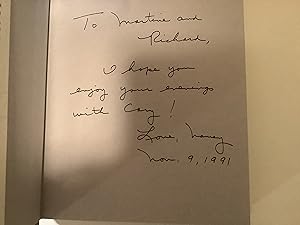 To Martine and
Richard,
I hope you
enjoy your evenings
with Cary!
Love, Nancy
Nov. 9, 1991